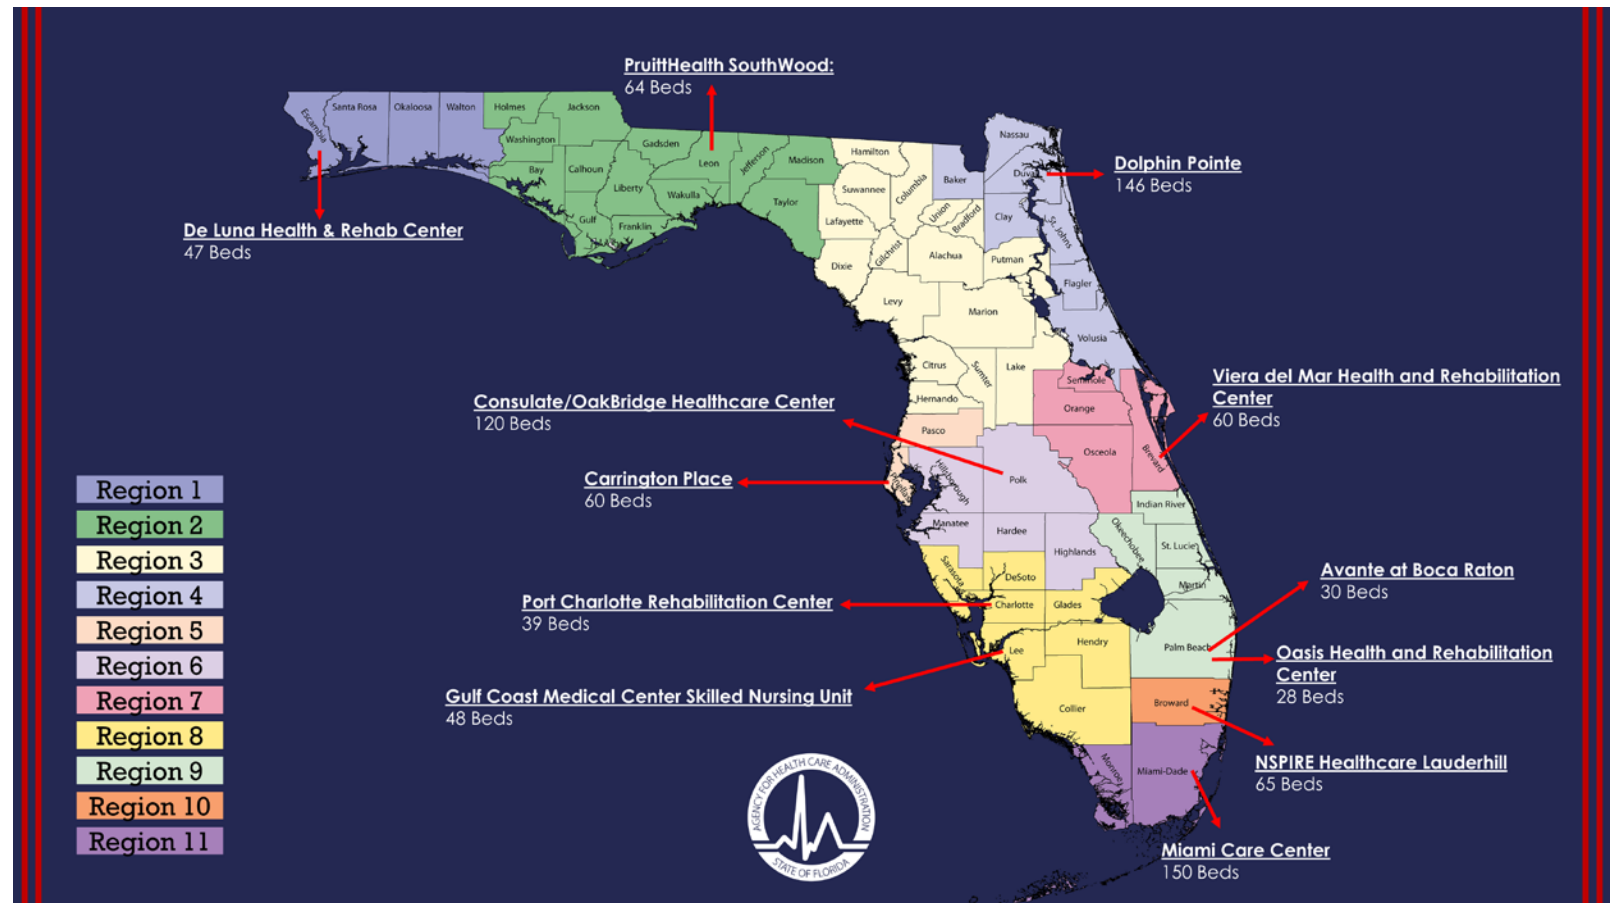 PruittHealth SouthWood:
64 Beds
Escambia
Santa Rosa
Okaloosa
Walton
Holmes
Jackson
Washington
Bay
Calhoun
Gadsden
Leon
Jefferson
Madison
Liberty
Wakulla
Taylor
Gulf
Franklin
De Luna Health & Rehab Center
47 Beds
Hamilton
Suwannee
Columbia
Baker
Nassau
Duval
Dolphin Pointe
146 Beds
Lafayette
Union
Bradford
Clay
St. Johns
Dixie
Gilchrist
Alachua
Putman
Flagler
Levy
Marion
Volusia
Citrus
Sumter
Lake
Hernando
Seminole
Orange
Viera del Mar Health and Rehabilitation
Center
60 Beds
Consulate/OakBridge Healthcare Center
120 Beds
Pasco
Osceola
Brevard
Carrington Place
60 Beds
Pinellas
Hillsborough
Polk
Indian River
Manatee
Hardee
Highlands
Okeechobee
St. Lucie
Sarasota
DeSoto
Martin
Avante at Boca Raton
30 Beds
Port Charlotte Rehabilitation Center
39 Beds
Charlotte
Glades
Lee
Hendry
Palm Beach
Oasis Health and Rehabilitation
Center
28 Beds
Gulf Coast Medical Center Skilled Nursing Unit
48 Beds
Collier
Broward
NSPIRE Healthcare Lauderhill
65 Beds
Monroe
Miami-Dade
Miami Care Center
150 Beds
Region 1
Region 2
Region 3
Region 4
Region 5
Region 6
Region 7
Region 8
Region 9
Region 10
Region 11
AGENCY FOR HEALTH CARE ADMINISTRATION
STATE OF FLORIDA